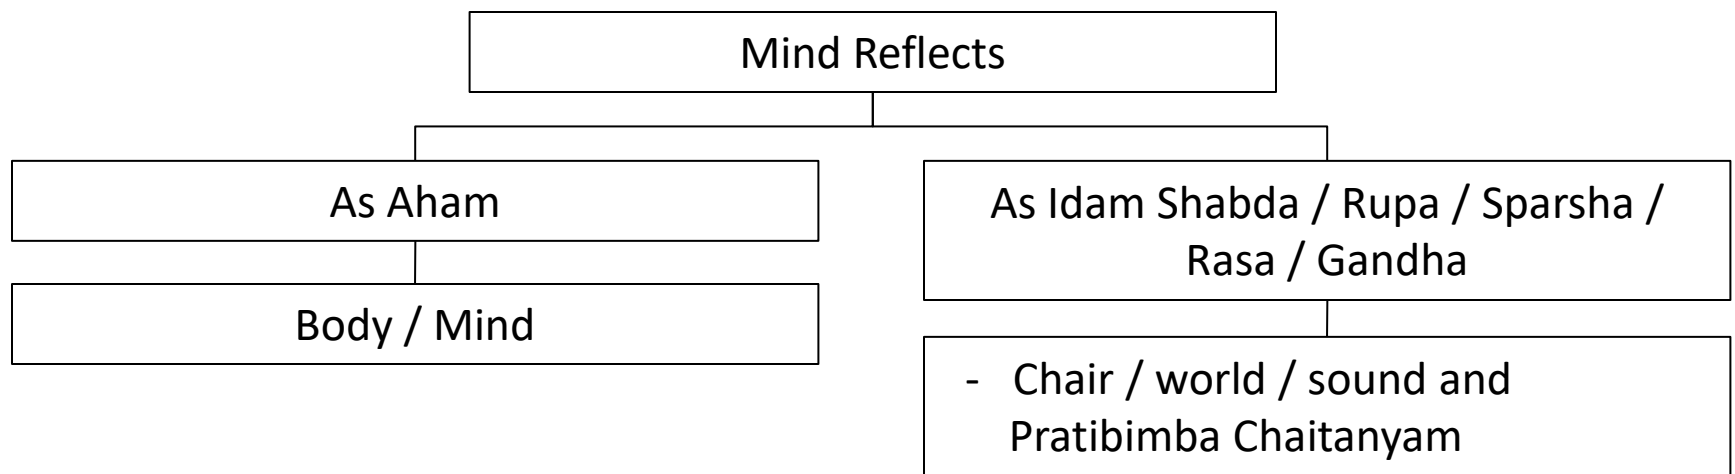 Mind Reflects
As Aham
Body / Mind
As Idam Shabda / Rupa / Sparsha /
Rasa / Gandha
- Chair / world / sound and
Pratibimba Chaitanyam